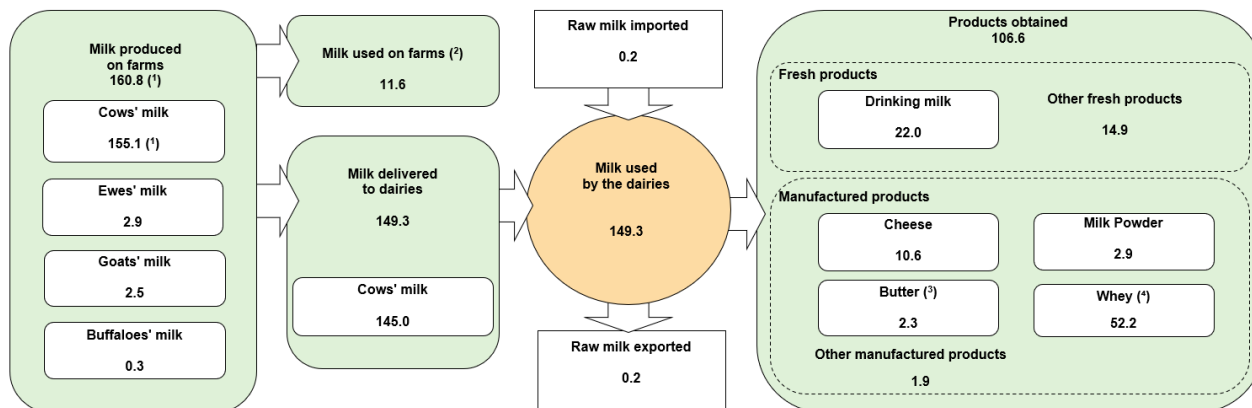 Milk produced
on farms
160.8 (¹)
Cows' milk
155.1 (¹)
Ewes' milk
2.9
Goats' milk
2.5
Buffaloes' milk
0.3
Milk used on farms (²)
11.6
Milk delivered
to dairies
149.3
Cows' milk
145.0
Raw milk imported
0.2
Milk used
by the dairies
149.3
Raw milk exported
0.2
Products obtained
106.6
Fresh products
Drinking milk
22.0
Other fresh products
14.9
Manufactured products
Cheese
10.6
Milk Powder
2.9
Butter (³)
2.3
Whey (⁴)
52.2
Other manufactured products
1.9